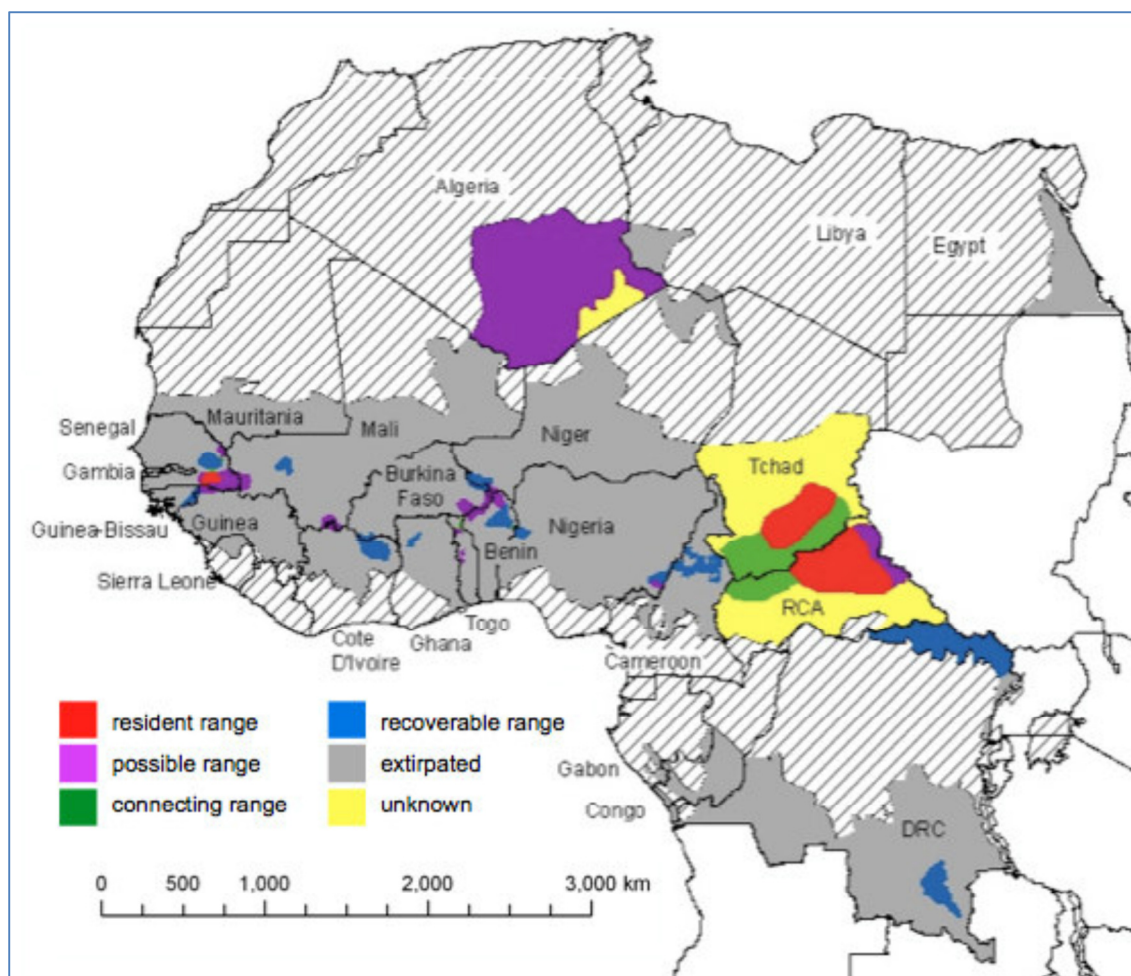 Algeria
Libya
Egypt
Senegal
Mauritania
Mali
Niger
Tchad
Gambia
Burkina
Faso
Guinea-Bissau
Guinea
Benin
Nigeria
Sierra Leone
RCA
Togo
Cote
D'Ivoire
Ghana
Cameroon
resident range
possible range
connecting range
recoverable range
extirpated
unknown
Gabon
Congo
DRC
0 500 1,000 2,000 3,000 km